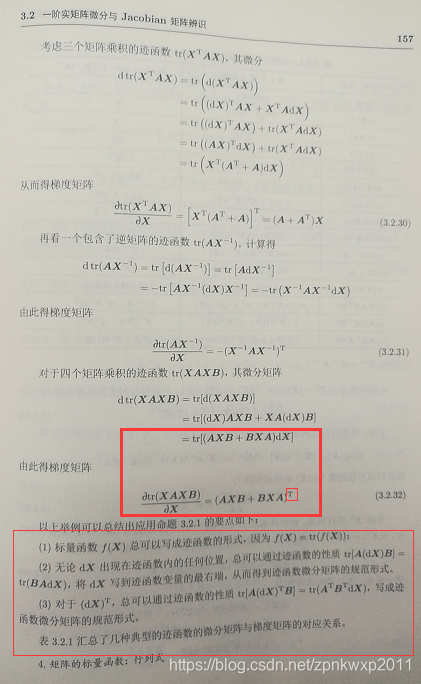 3.2 一阶实矩阵微分与 Jacobian 矩阵辨识
157
考虑三个矩阵乘积的迹函数 tr(XᵀAX), 其微分
d tr(XᵀAX) = tr(d(XᵀAX))
= tr((dX)ᵀAX + XᵀAdX)
= tr((dX)ᵀAX) + tr(XᵀAdX)
= tr((AX)ᵀdX) + tr(XᵀAdX)
= tr(Xᵀ(Aᵀ + A)dX)
从而得梯度矩阵
∂tr(XᵀAX)/∂X = [Xᵀ(Aᵀ + A)]ᵀ = (A + Aᵀ)X (3.2.30)
再看一个包含了逆矩阵的迹函数 tr(AX⁻¹). 计算得
d tr(AX⁻¹) = tr[d(AX⁻¹)] = tr[AdX⁻¹]
= −tr[AX⁻¹(dX)X⁻¹] = −tr(X⁻¹AX⁻¹dX)
由此得梯度矩阵
∂tr(AX⁻¹)/∂X = −(X⁻¹AX⁻¹)ᵀ (3.2.31)
对于四个矩阵乘积的迹函数 tr(XAXB), 其微分矩阵
d tr(XAXB) = tr[d(XAXB)]
= tr[(dX)AXB + XA(dX)B]
= tr[(AXB + BXA)dX]
由此得梯度矩阵
∂tr(XAXB)/∂X = (AXB + BXA)ᵀ (3.2.32)
以上举例可以总结出应用命题 3.2.1 的要点如下:
(1) 标量函数 f(X) 总可以写成迹函数的形式, 因为 f(X) = tr(f(X));
(2) 无论 dX 出现在迹函数内的任何位置, 总可以通过迹函数的性质 tr[A(dX)B] =
tr(BAdX), 将 dX 写到迹函数变量的最右端, 从而得到迹函数微分矩阵的规范形式。
(3) 对于 (dX)ᵀ, 总可以通过迹函数的性质 tr[A(dX)ᵀB] = tr(AᵀBᵀdX), 写成迹
函数微分矩阵的规范形式。
表 3.2.1 汇总了几种典型的迹函数的微分矩阵与梯度矩阵的对应关系。
4. 矩阵的标量函数: 行列式
https://blog.csdn.net/zpnkwxp2011